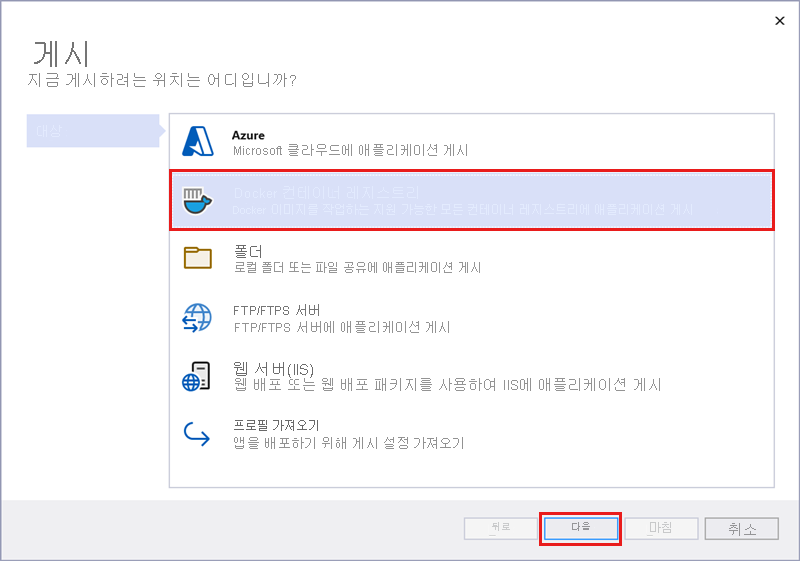 게시
지금 게시하려는 위치는 어디입니까?
대상
Azure
Microsoft 클라우드에 애플리케이션 게시
Docker 컨테이너 레지스트리
Docker 이미지를 작업하는 지원 가능한 모든 컨테이너 레지스트리에 애플리케이션 게시
폴더
로컬 폴더 또는 파일 공유에 애플리케이션 게시
FTP/FTPS 서버
FTP/FTPS 서버에 애플리케이션 게시
웹 서버(IIS)
웹 배포 또는 웹 배포 패키지를 사용하여 IIS에 애플리케이션 게시
프로필 가져오기
앱을 배포하기 위해 게시 설정 가져오기
뒤로
다음
마침
취소